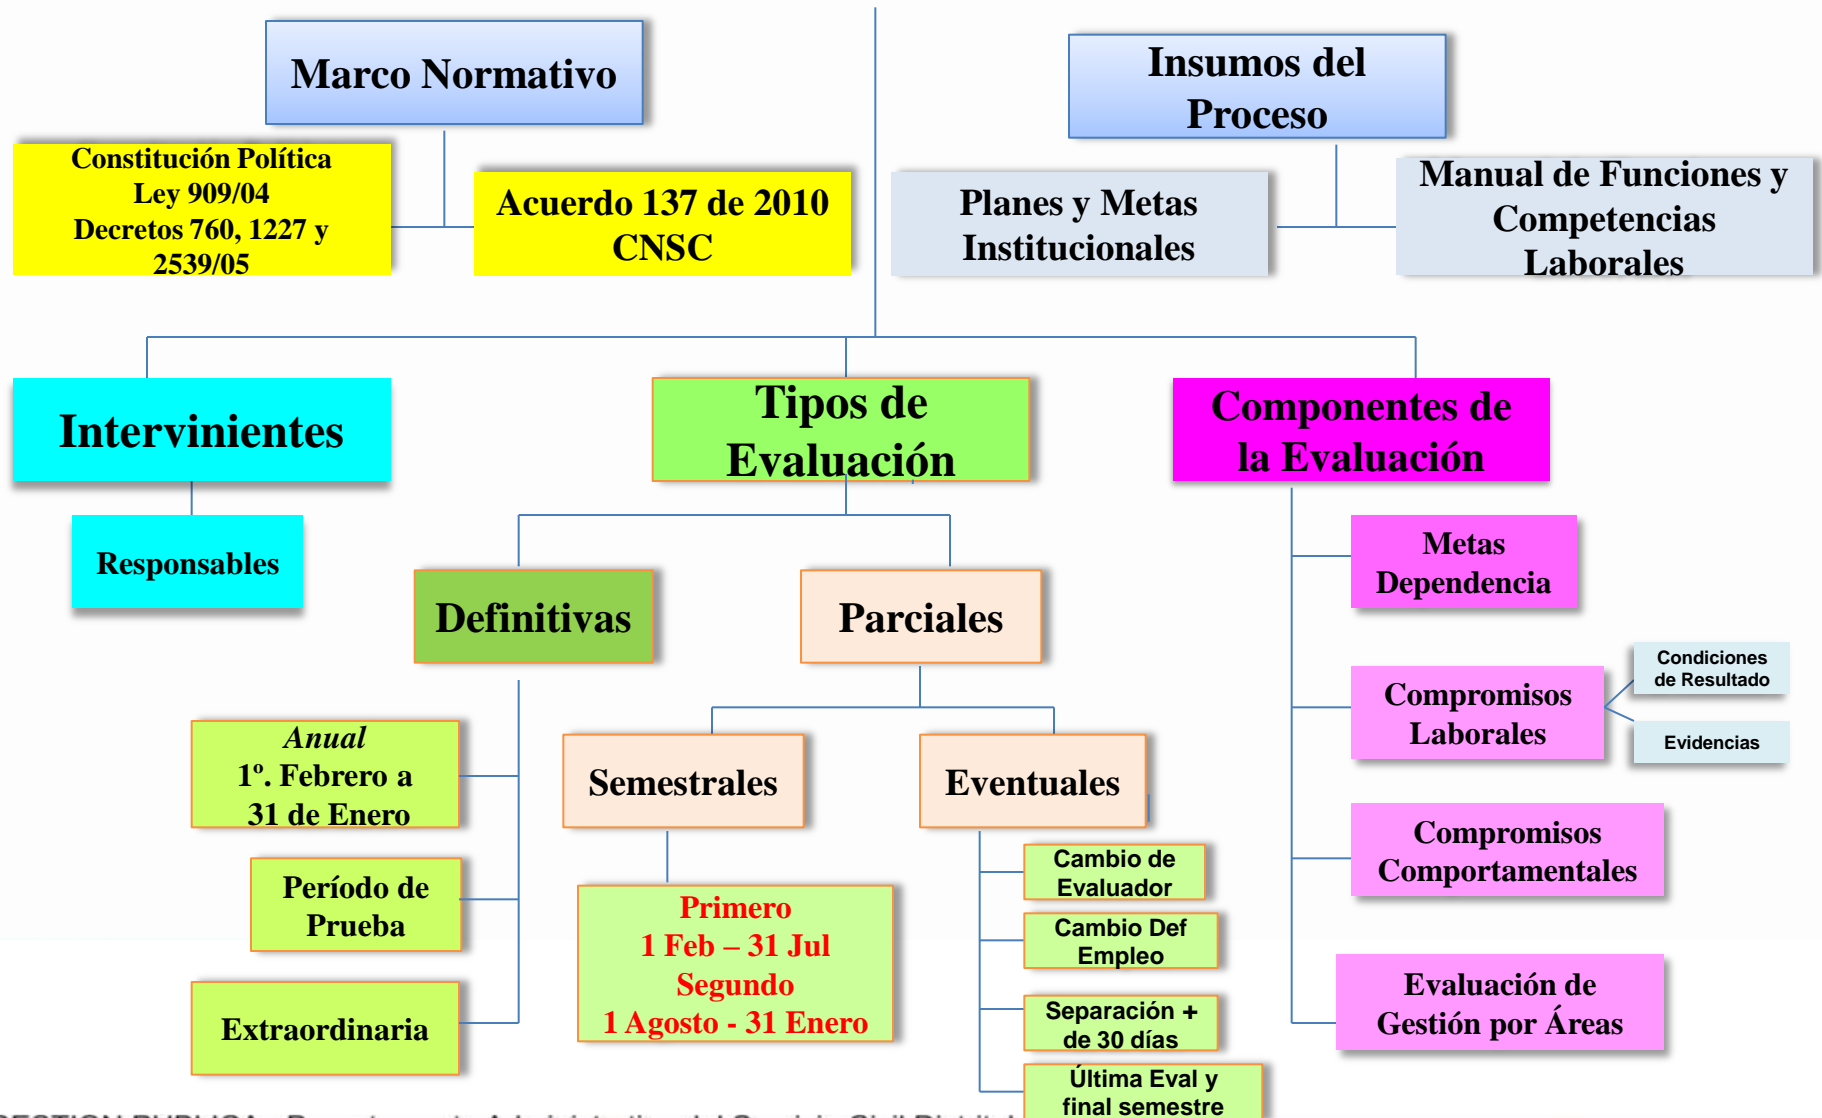 Marco Normativo
Insumos del
Proceso
Constitución Política
Ley 909/04
Decretos 760, 1227 y
2539/05
Acuerdo 137 de 2010
CNSC
Planes y Metas
Institucionales
Manual de Funciones y
Competencias
Laborales
Intervinientes
Responsables
Tipos de
Evaluación
Definitivas
Anual
1º. Febrero a
31 de Enero
Período de
Prueba
Extraordinaria
Parciales
Semestrales
Primero
1 Feb – 31 Jul
Segundo
1 Agosto - 31 Enero
Eventuales
Cambio de
Evaluador
Cambio Def
Empleo
Separación +
de 30 días
Última Eval y
final semestre
Componentes de
la Evaluación
Metas
Dependencia
Compromisos
Laborales
Condiciones
de Resultado
Evidencias
Compromisos
Comportamentales
Evaluación de
Gestión por Áreas